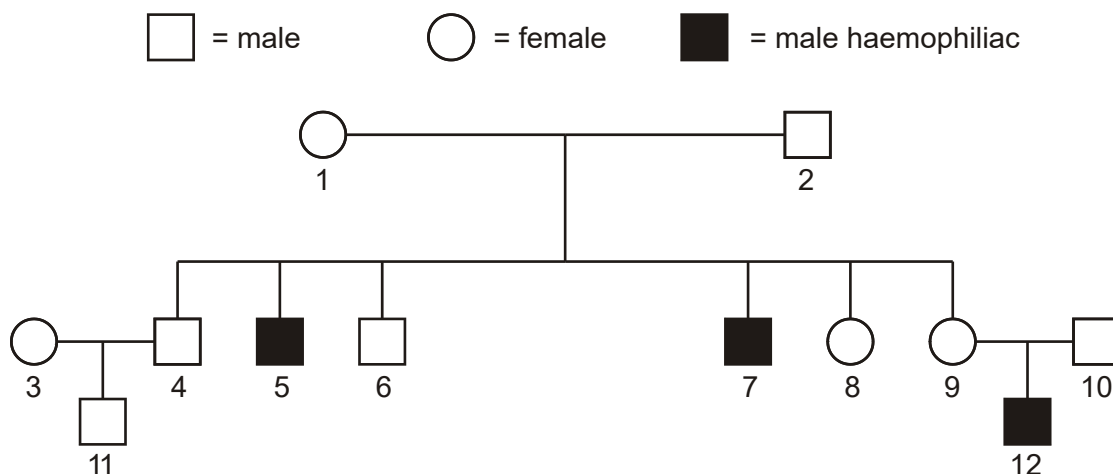 = male = female = male haemophiliac
1 2
3 4 5 6 7 8 9 10
11 12